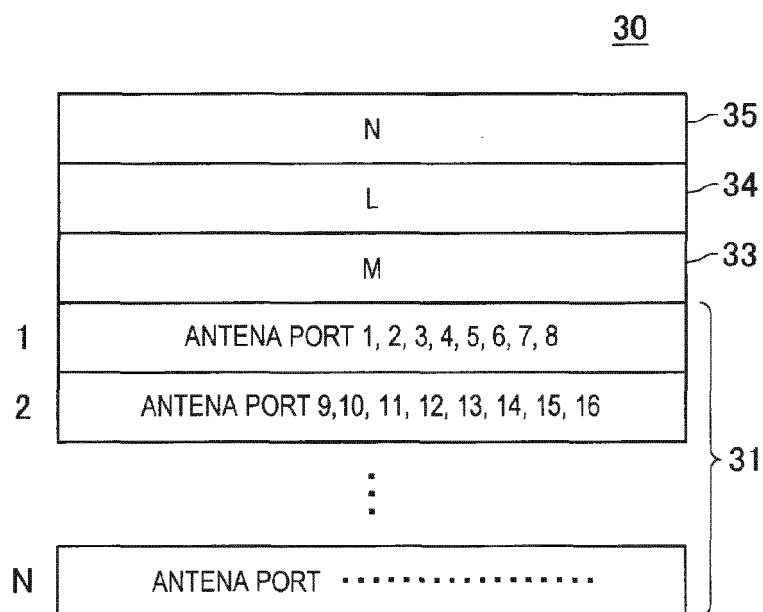 30
N 35
L 34
M 33
1 ANTENA PORT 1, 2, 3, 4, 5, 6, 7, 8
2 ANTENA PORT 9,10, 11, 12, 13, 14, 15, 16
31
N ANTENA PORT ................